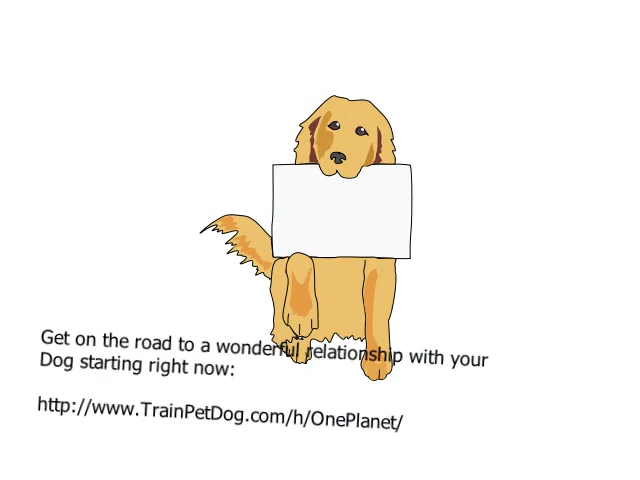 Get on the road to a wonderful relationship with your
Dog starting right now:
http://www.TrainPetDog.com/h/OnePlanet/